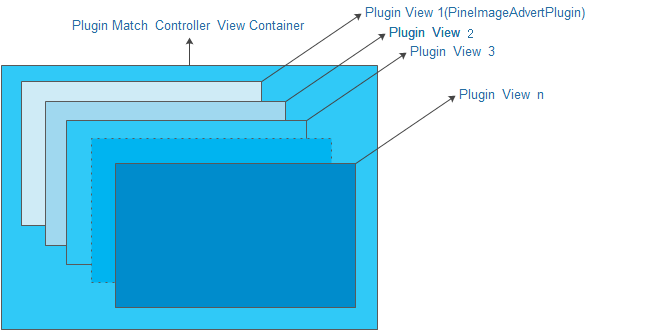 Plugin View 1(PineImageAdvertPlugin)
Plugin Match Controller View Container
Plugin View 2
Plugin View 3
Plugin View n